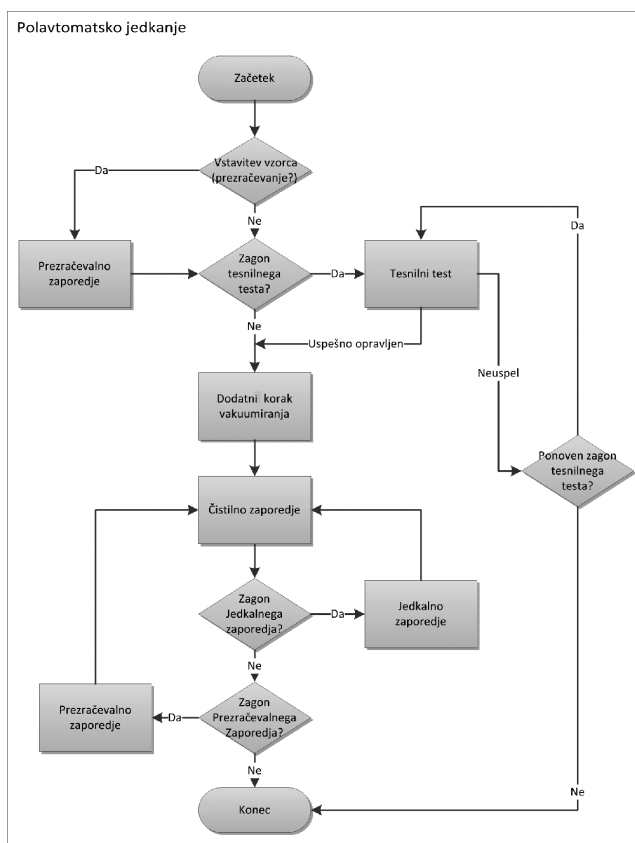 Polavtomatsko jedkanje
Začetek
Vstavitev vzorca
(prezračevanje?)
Da
Ne
Prezračevalno
zaporedje
Zagon
tesnilnega
testa?
Da
Tesnilni test
Da
Ne
Uspešno opravljen
Neuspel
Dodatni korak
vakuumiranja
Ponoven zagon
tesnilnega
testa?
Čistilno zaporedje
Zagon
Jedkalnega
zaporedja?
Da
Jedkalno
zaporedje
Ne
Prezračevalno
zaporedje
Da
Zagon
Prezračevalnega
Zaporedja?
Ne
Ne
Konec